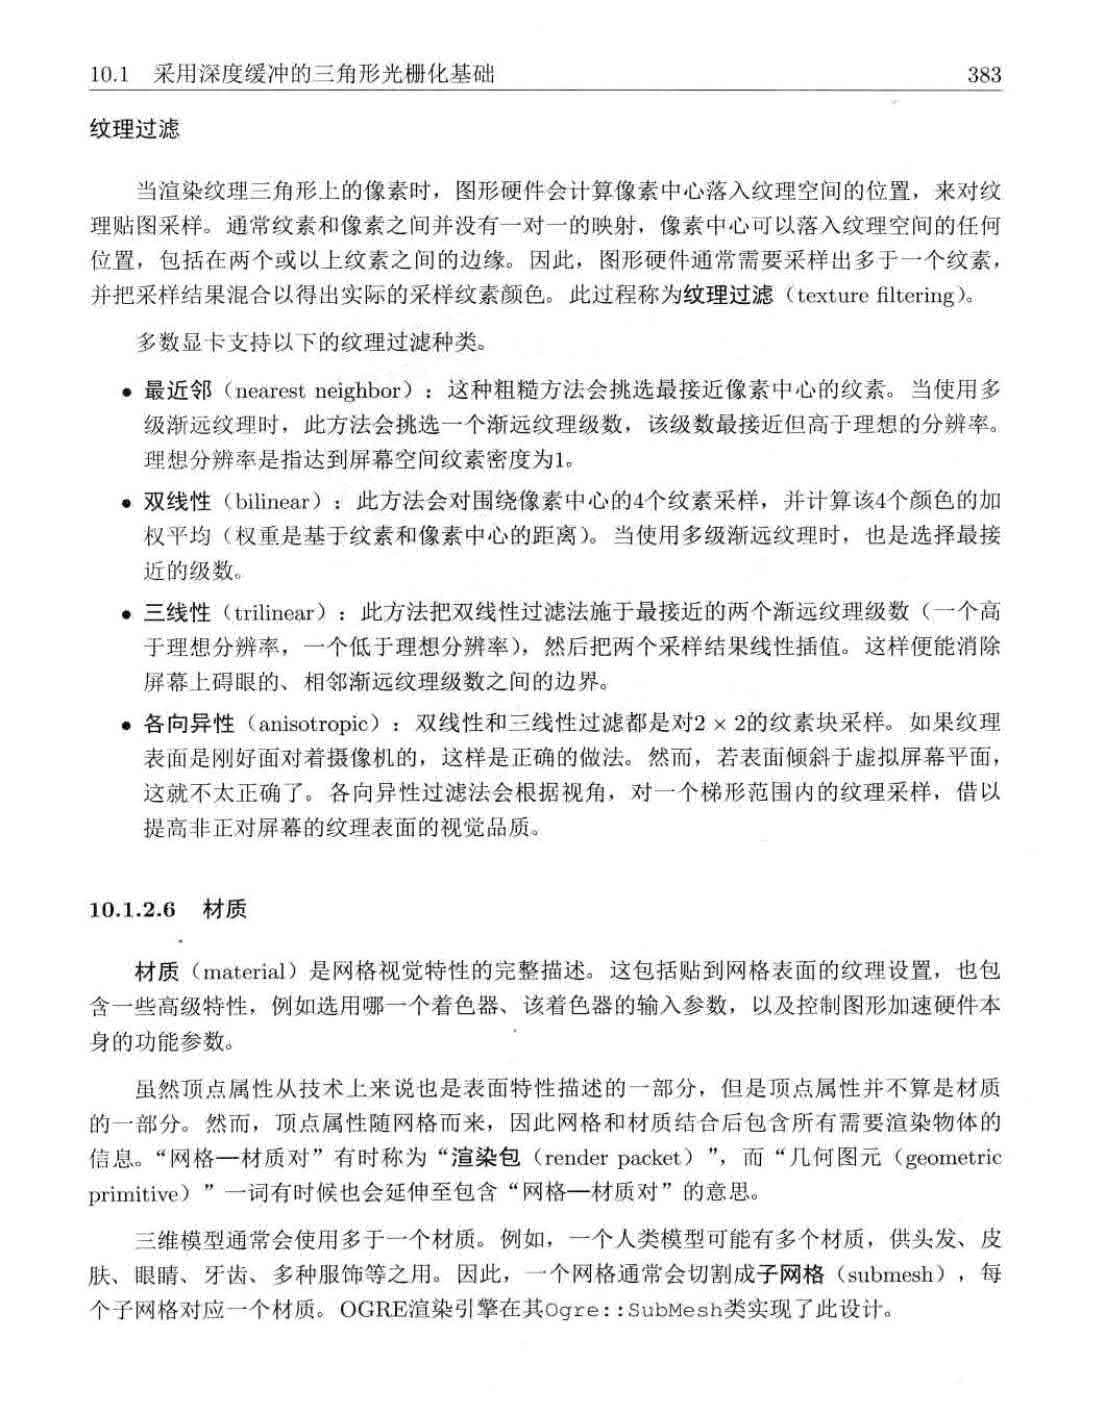 10.1 采用深度缓冲的三角形光栅化基础 383
纹理过滤
当渲染纹理三角形上的像素时，图形硬件会计算像素中心落入纹理空间的位置，来对纹
理贴图采样。通常纹素和像素之间并没有一对一的映射，像素中心可以落入纹理空间的任何
位置，包括在两个或以上纹素之间的边缘。因此，图形硬件通常需要采样出多于一个纹素，
并把采样结果混合以得出实际的采样纹素颜色。此过程称为纹理过滤（texture filtering）。
多数显卡支持以下的纹理过滤种类。
• 最近邻（nearest neighbor）：这种粗糙方法会挑选最接近像素中心的纹素。当使用多
级渐远纹理时，此方法会挑选一个渐远纹理级数，该级数最接近但高于理想的分辨率。
理想分辨率是指达到屏幕空间纹素密度为1。
• 双线性（bilinear）：此方法会对围绕像素中心的4个纹素采样，并计算该4个颜色的加
权平均（权重是基于纹素和像素中心的距离）。当使用多级渐远纹理时，也是选择最接
近的级数。
• 三线性（trilinear）：此方法把双线性过滤法施于最接近的两个渐远纹理级数（一个高
于理想分辨率，一个低于理想分辨率），然后把两个采样结果线性插值。这样便能消除
屏幕上碍眼的、相邻渐远纹理级数之间的边界。
• 各向异性（anisotropic）：双线性和三线性过滤都是对2 × 2的纹素块采样。如果纹理
表面是刚好面对着摄像机的，这样是正确的做法。然而，若表面倾斜于虚拟屏幕平面，
这就不太正确了。各向异性过滤法会根据视角，对一个梯形范围内的纹理采样，借以
提高非正对屏幕的纹理表面的视觉品质。
10.1.2.6 材质
材质（material）是网格视觉特性的完整描述。这包括贴到网格表面的纹理设置，也包
含一些高级特性，例如选用哪一个着色器、该着色器的输入参数，以及控制图形加速硬件本
身的功能参数。
虽然顶点属性从技术上来说也是表面特性描述的一部分，但是顶点属性并不算是材质
的一部分。然而，顶点属性随网格而来，因此网格和材质结合后包含所有需要渲染物体的
信息。“网格—材质对”有时称为“渲染包（render packet）”，而“几何图元（geometric
primitive）”一词有时候也会延伸至包含“网格—材质对”的意思。
三维模型通常会使用多于一个材质。例如，一个人类模型可能有多个材质，供头发、皮
肤、眼睛、牙齿、多种服饰等之用。因此，一个网格通常会切割成子网格（submesh），每
个子网格对应一个材质。OGRE渲染引擎在其Ogre::SubMesh类实现了此设计。